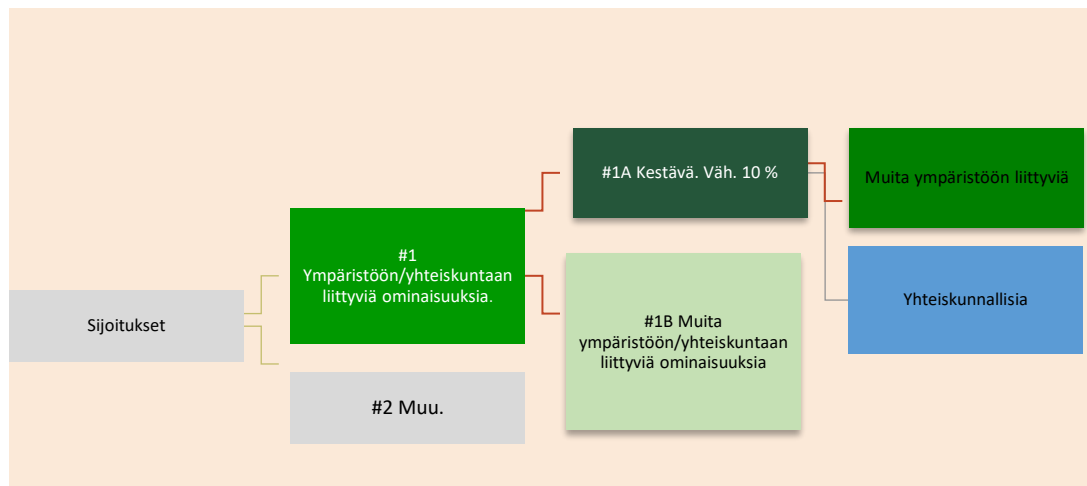 Sijoitukset
#1
Ympäristöön/yhteiskuntaan
liittyviä ominaisuuksia.
#2 Muu.
#1A Kestävä. Väh. 10 %
#1B Muita
ympäristöön/yhteiskuntaan
liittyviä ominaisuuksia
Muita ympäristöön liittyviä
Yhteiskunnallisia